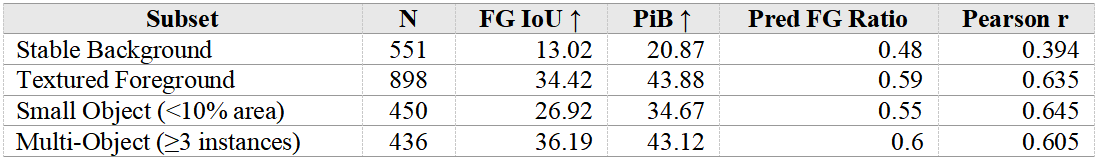 Subset N FG IoU ↑ PiB ↑ Pred FG Ratio Pearson r
Stable Background 551 13.02 20.87 0.48 0.394
Textured Foreground 898 34.42 43.88 0.59 0.635
Small Object (<10% area) 450 26.92 34.67 0.55 0.645
Multi-Object (≥3 instances) 436 36.19 43.12 0.6 0.605